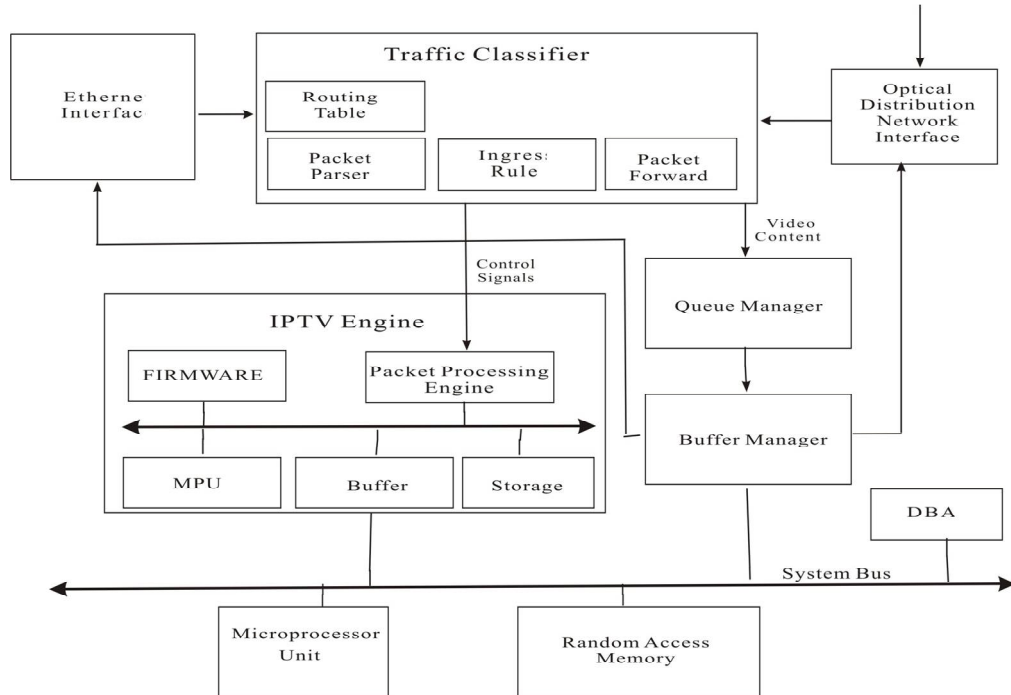 Traffic Classifier
Etherne
Interfac
Routing
Table
Packet
Parser
Ingres:
Rule
Packet
Forward
Optical
Distribution
Network
Interface
Video
Content
Control
Signals
IPTV Engine
FIRMWARE
Packet Processing
Engine
MPU
Buffer
Storage
Queue Manager
Buffer Manager
DBA
System Bus
Microprocessor
Unit
Random Access
Memory